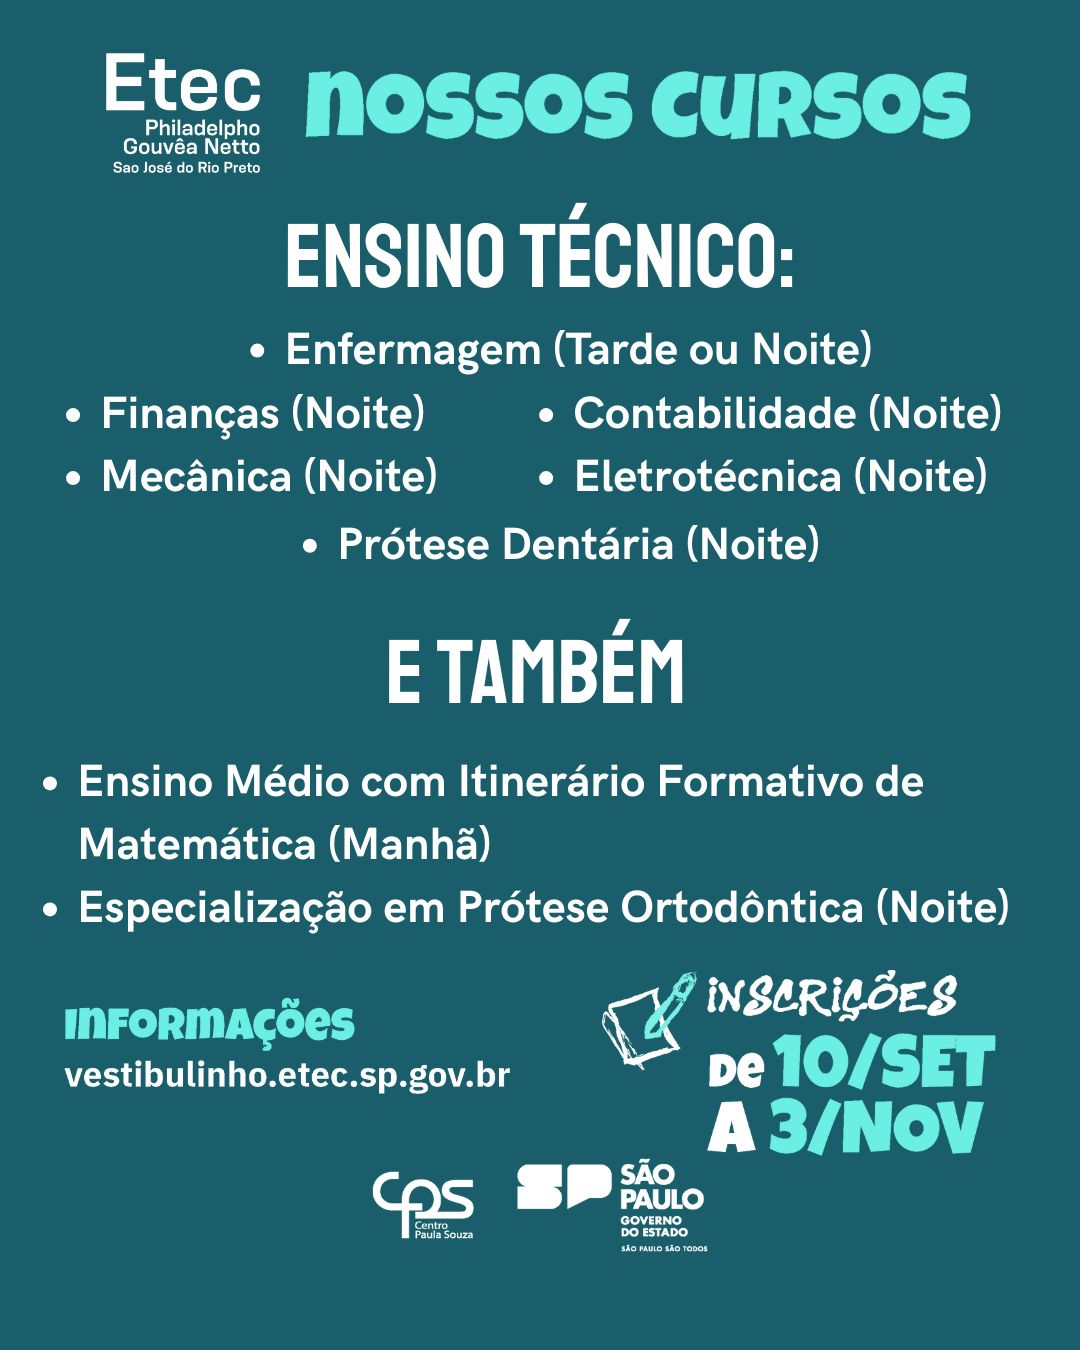 Etec
Philadelpho
Gouvêa Netto
Sao José do Rio Preto
nossos cursos
ENSINO TÉCNICO:
• Enfermagem (Tarde ou Noite)
• Finanças (Noite)
• Contabilidade (Noite)
• Mecânica (Noite)
• Eletrotécnica (Noite)
• Prótese Dentária (Noite)
E TAMBÉM
• Ensino Médio com Itinerário Formativo de
Matemática (Manhã)
• Especialização em Prótese Ortodôntica (Noite)
Informações
vestibulinho.etec.sp.gov.br
iNSCRiÇÕES
De 10/SET
A 3/NOV
cps
Centro
Paula Souza
SP
SÃO
PAULO
GOVERNO
DO ESTADO
SÃO PAULO SÃO TODOS